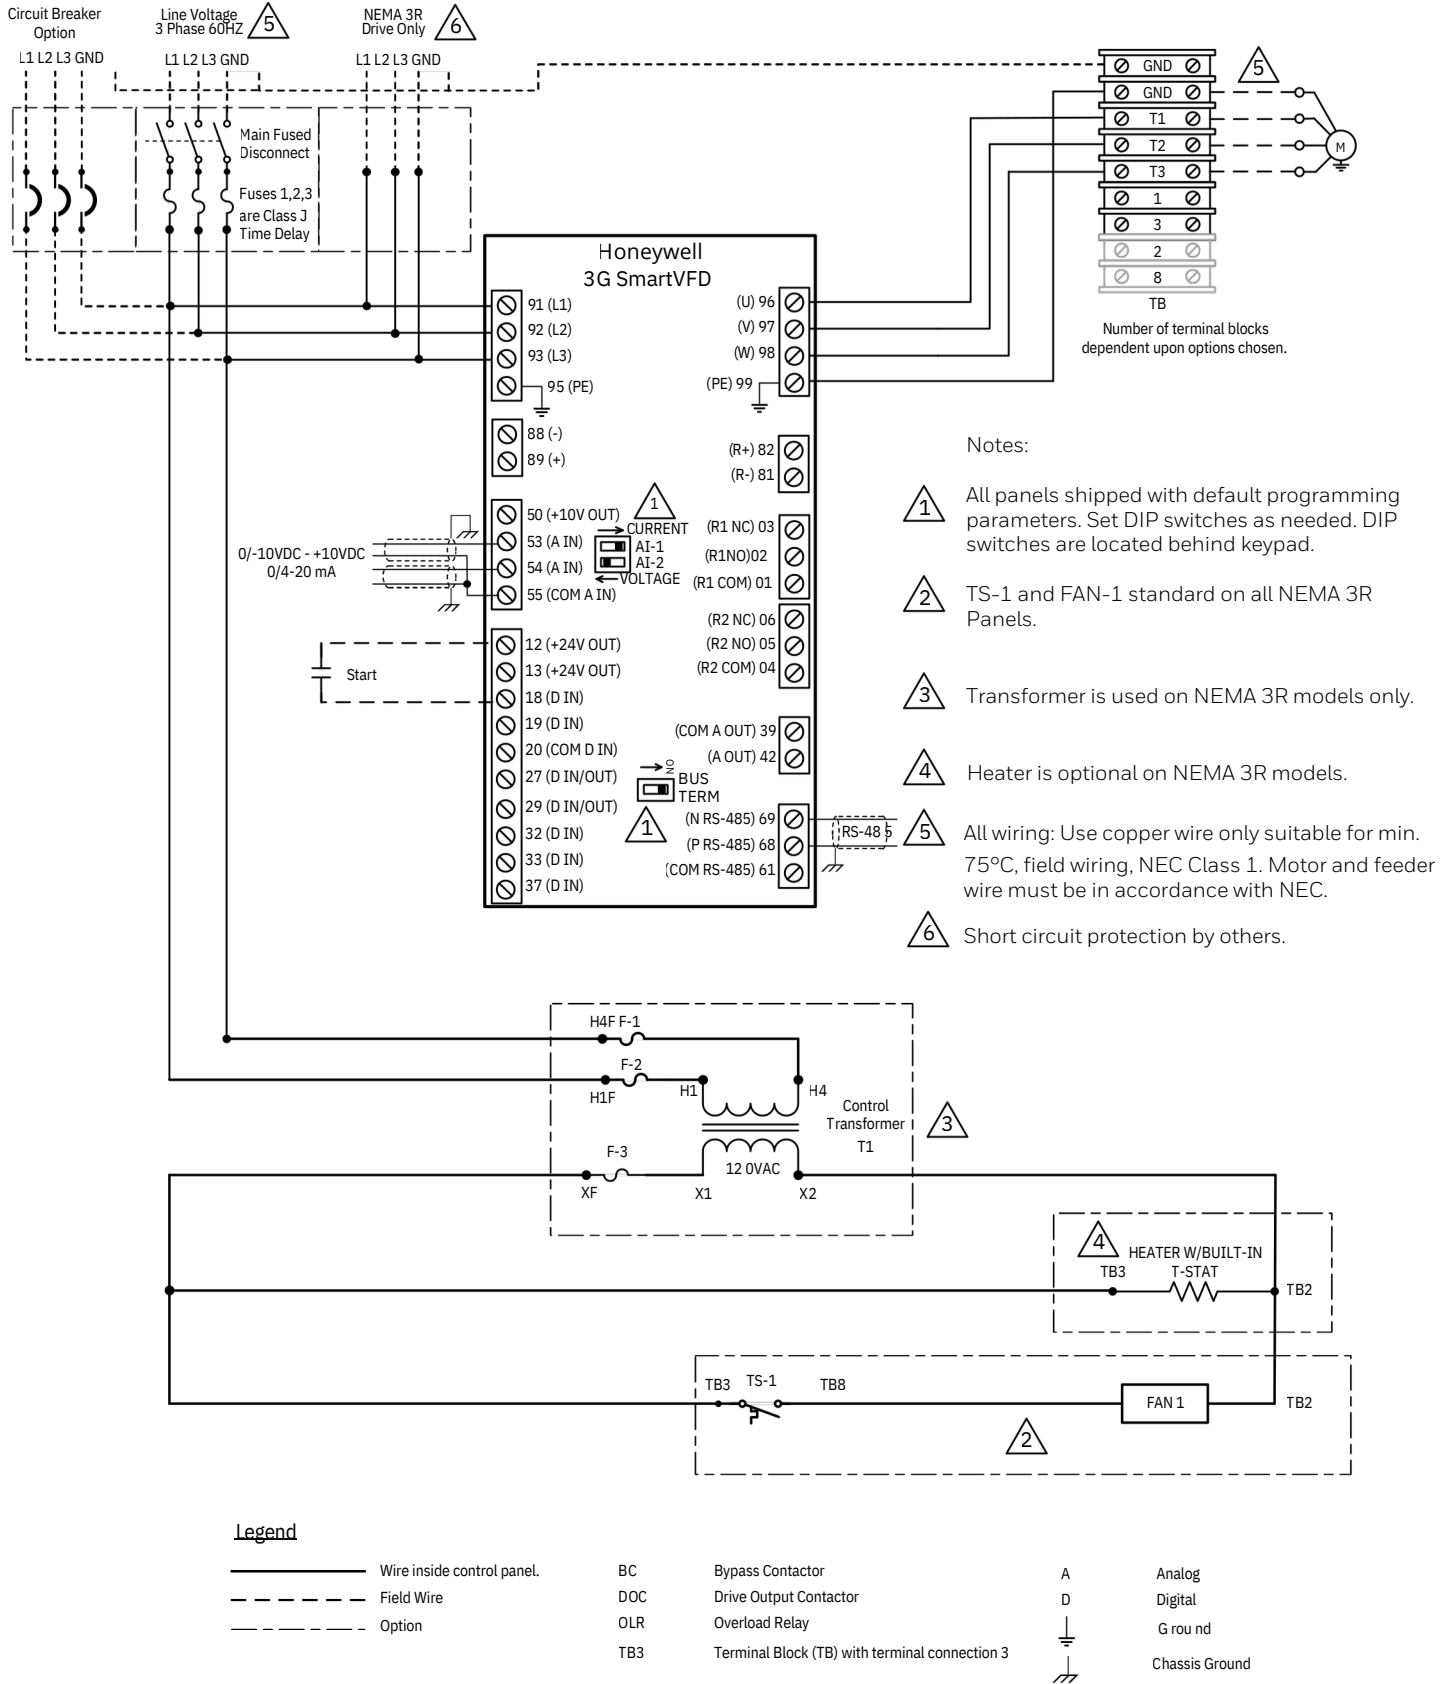 Circuit Breaker
Option
L1 L2 L3 GND
Line Voltage
3 Phase 60HZ
5
L1 L2 L3 GND
NEMA 3R
Drive Only
6
L1 L2 L3 GND
Main Fused
Disconnect
Fuses 1,2,3
are Class J
Time Delay
GND
GND
T1
T2
T3
1
3
2
8
TB
5
M
Number of terminal blocks
dependent upon options chosen.
Honeywell
3G SmartVFD
91 (L1)
92 (L2)
93 (L3)
95 (PE)
88 (-)
89 (+)
50 (+10V OUT)
53 (A IN)
54 (A IN)
55 (COM A IN)
0/-10VDC - +10VDC
0/4-20 mA
1
CURRENT
AI-1
AI-2
VOLTAGE
12 (+24V OUT)
13 (+24V OUT)
18 (D IN)
19 (D IN)
20 (COM D IN)
27 (D IN/OUT)
29 (D IN/OUT)
32 (D IN)
33 (D IN)
37 (D IN)
Start
(U) 96
(V) 97
(W) 98
(PE) 99
(R+) 82
(R-) 81
(R1 NC) 03
(R1NO)02
(R1 COM) 01
(R2 NC) 06
(R2 NO) 05
(R2 COM) 04
(COM A OUT) 39
(A OUT) 42
ON
BUS
TERM
1
(N RS-485) 69
(P RS-485) 68
(COM RS-485) 61
RS-48 5
Notes:
1
All panels shipped with default programming
parameters. Set DIP switches as needed. DIP
switches are located behind keypad.
2
TS-1 and FAN-1 standard on all NEMA 3R
Panels.
3
Transformer is used on NEMA 3R models only.
4
Heater is optional on NEMA 3R models.
5
All wiring: Use copper wire only suitable for min.
75ºC, field wiring, NEC Class 1. Motor and feeder
wire must be in accordance with NEC.
6
Short circuit protection by others.
H4F F-1
F-2
H1F
H1
H4
Control
Transformer
T1
3
F-3
12 0VAC
XF
X1
X2
4
HEATER W/BUILT-IN
T-STAT
TB3
TB2
TB3
TS-1
TB8
FAN 1
TB2
2
Legend
Wire inside control panel.
Field Wire
Option
BC Bypass Contactor
DOC Drive Output Contactor
OLR Overload Relay
TB3 Terminal Block (TB) with terminal connection 3
A Analog
D Digital
G rou nd
Chassis Ground